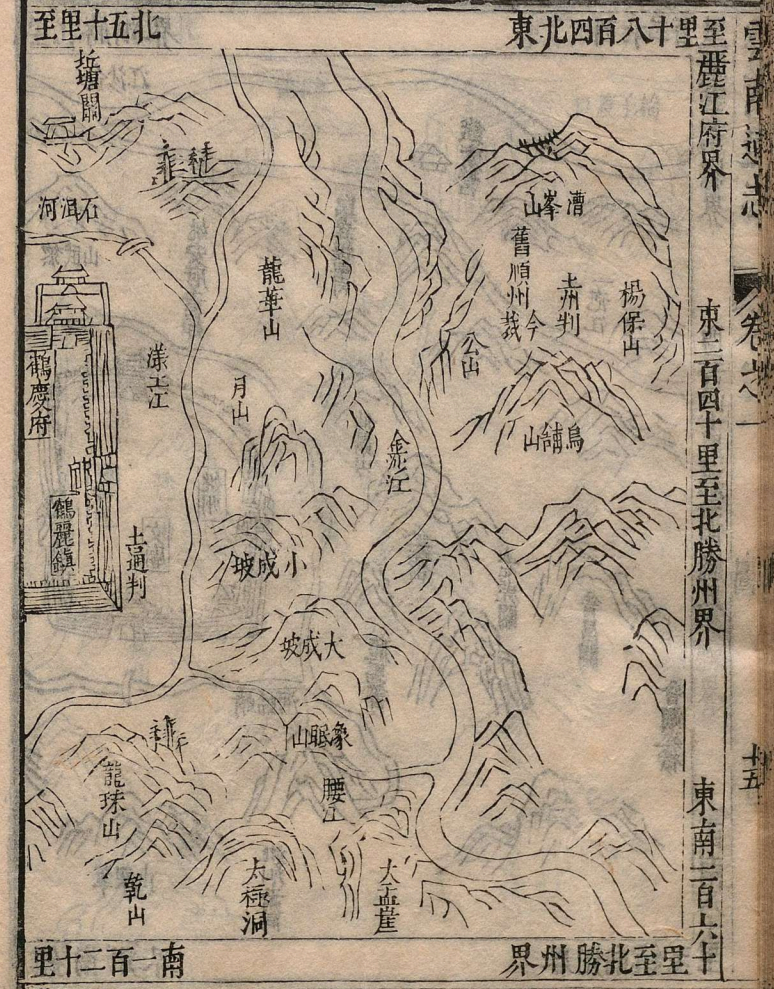 雲南通志
卷之一
十五
東北四百八十里至
麗江府界
東二百四十里至北勝州界
東南二百六十
里至北勝州界
北五十里至
南一百二十里
漕峯山
楊保山
土州判
舊順州今裁
公山
烏綉山
金沙江
龍華山
月山
小成坡
大成坡
象眠山
腰江
石洱河
漾工江
鶴慶府
鶴麗鎮
土通判
龍珠山
乾山
太極洞